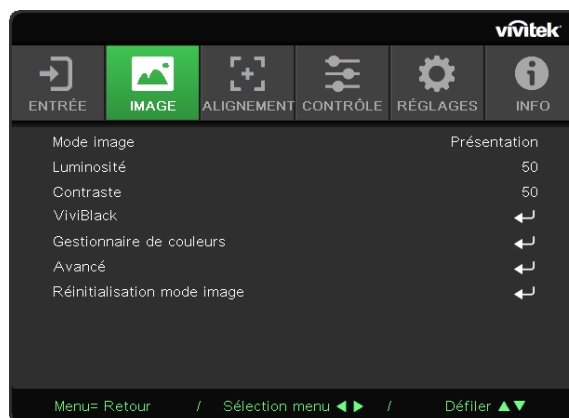 vivitek
ENTRÉE IMAGE ALIGNEMENT CONTRÔLE RÉGLAGES INFO
Mode image Présentation
Luminosité 50
Contraste 50
ViviBlack
Gestionnaire de couleurs
Avancé
Réinitialisation mode image
Menu= Retour / Sélection menu ◀ ▶ / Défiler ▲▼